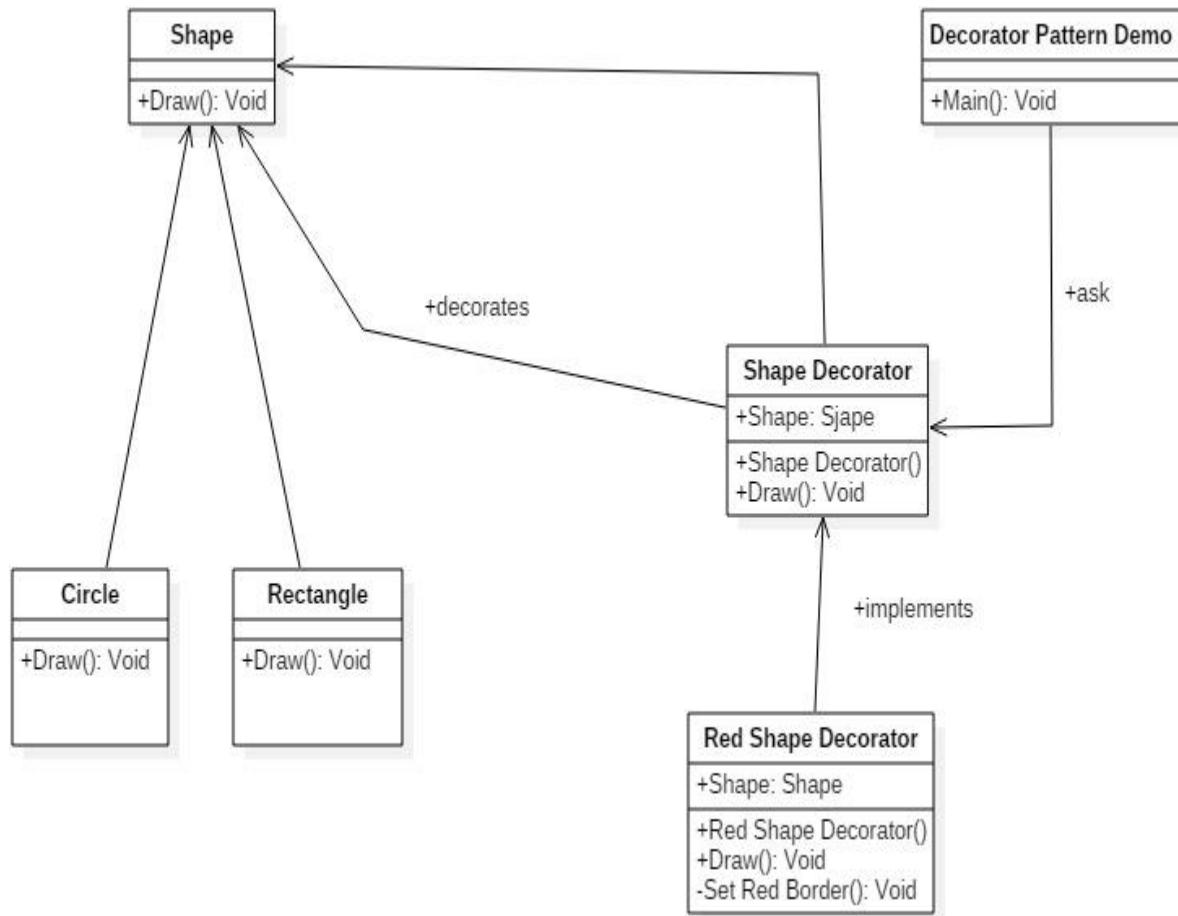 Shape
+Draw(): Void
Decorator Pattern Demo
+Main(): Void
+decorates
+ask
Shape Decorator
+Shape: Sjape
+Shape Decorator()
+Draw(): Void
Circle
+Draw(): Void
Rectangle
+Draw(): Void
+implements
Red Shape Decorator
+Shape: Shape
+Red Shape Decorator()
+Draw(): Void
-Set Red Border(): Void